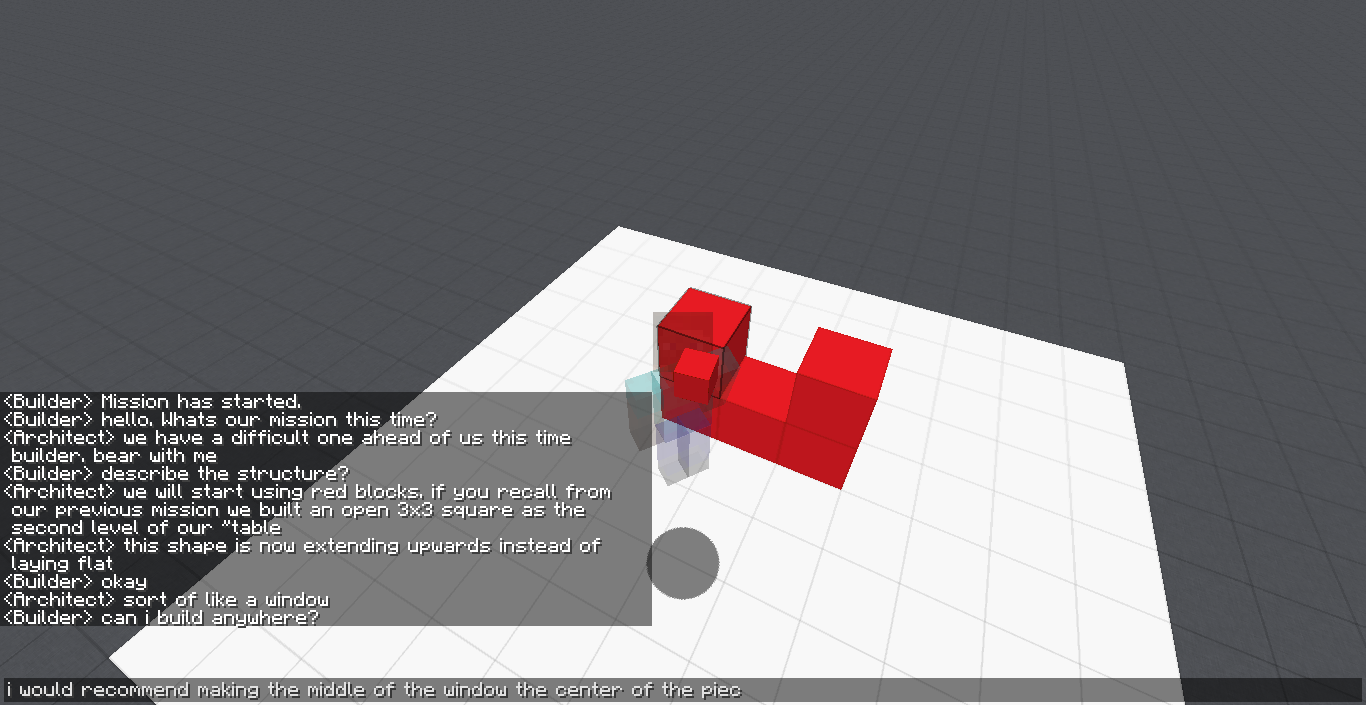 <Builder> Mission has started.
<Builder> hello. Whats our mission this time?
<Architect> we have a difficult one ahead of us this time
builder. bear with me
<Builder> describe the structure?
<Architect> we will start using red blocks. if you recall from
our previous mission we built an open 3x3 square as the
second level of our "table
<Architect> this shape is now extending upwards instead of
laying flat
<Builder> okay
<Architect> sort of like a window
<Builder> can i build anywhere?
i would recommend making the middle of the window the center of the piec